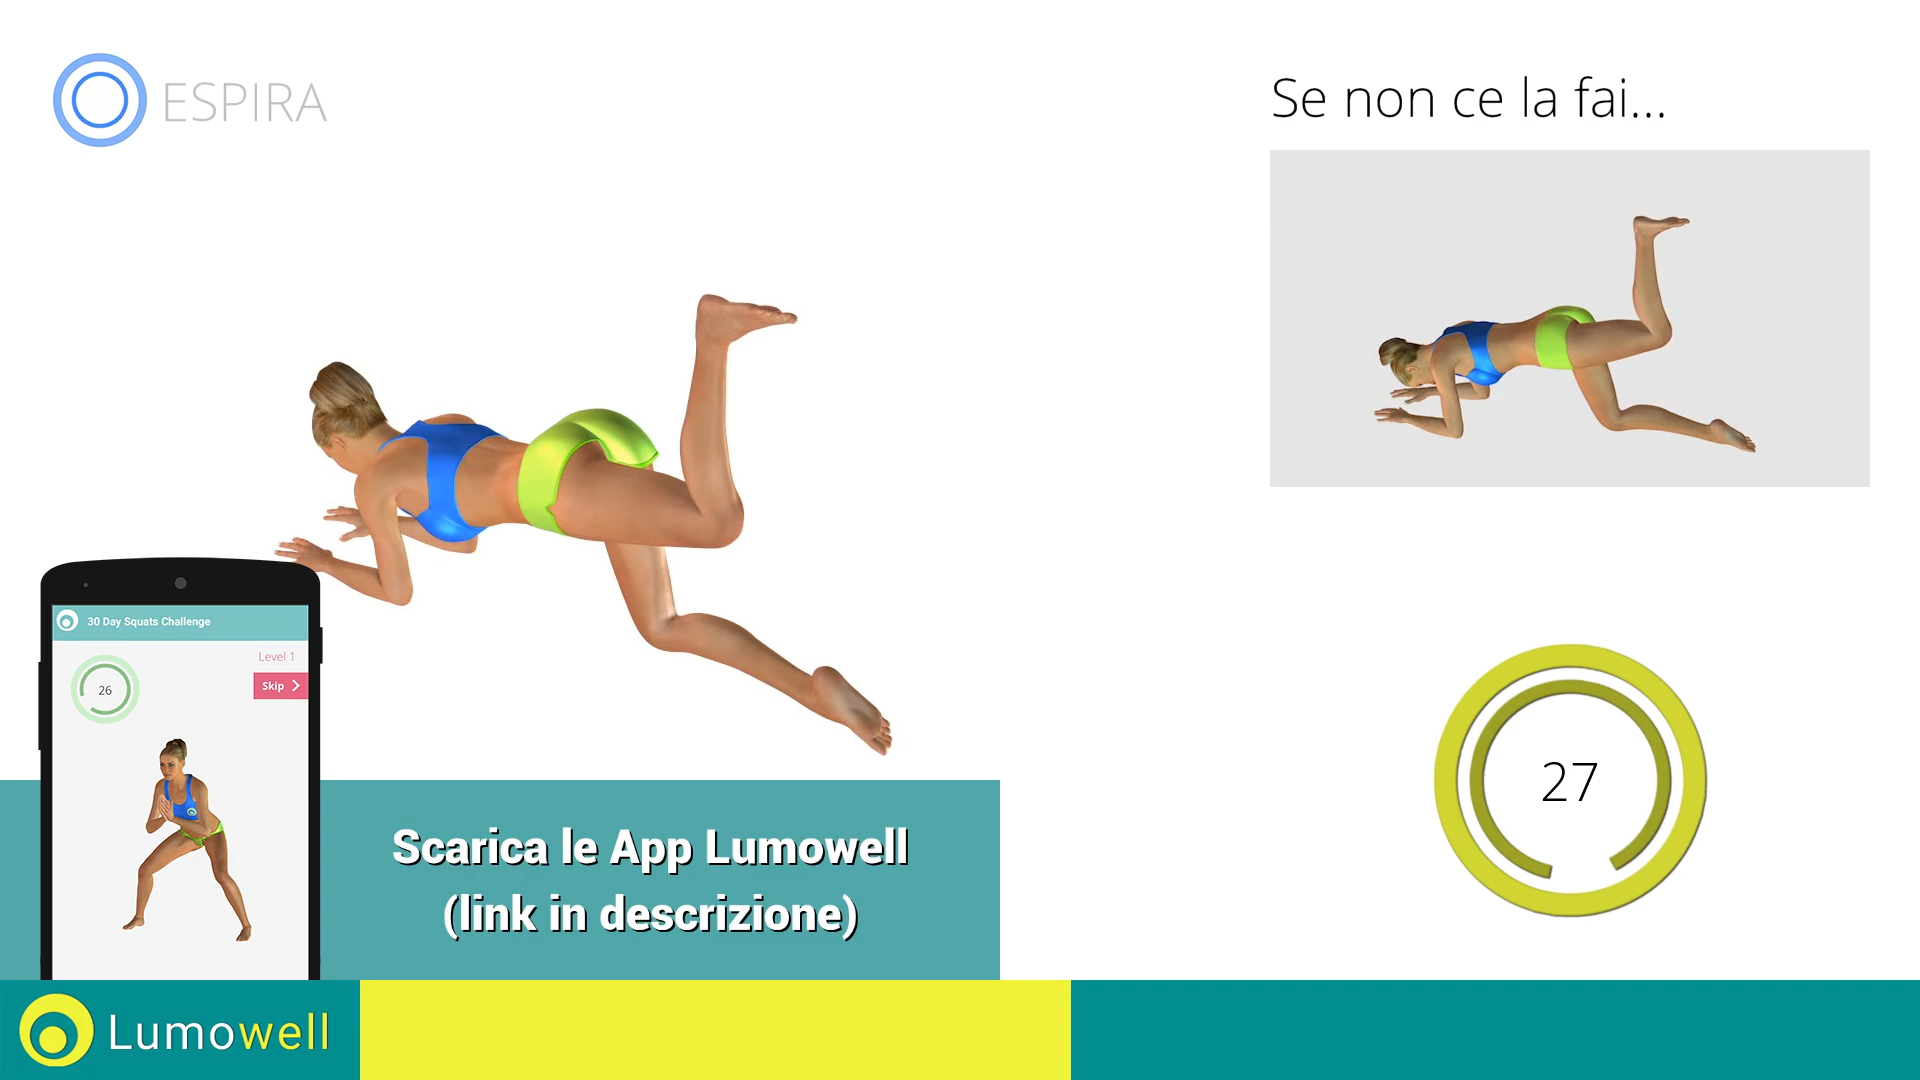 ESPIRA
Se non ce la fai...
30 Day Squats Challenge
Level 1
26
Skip
27
Scarica le App Lumowell
(link in descrizione)
Lumowell